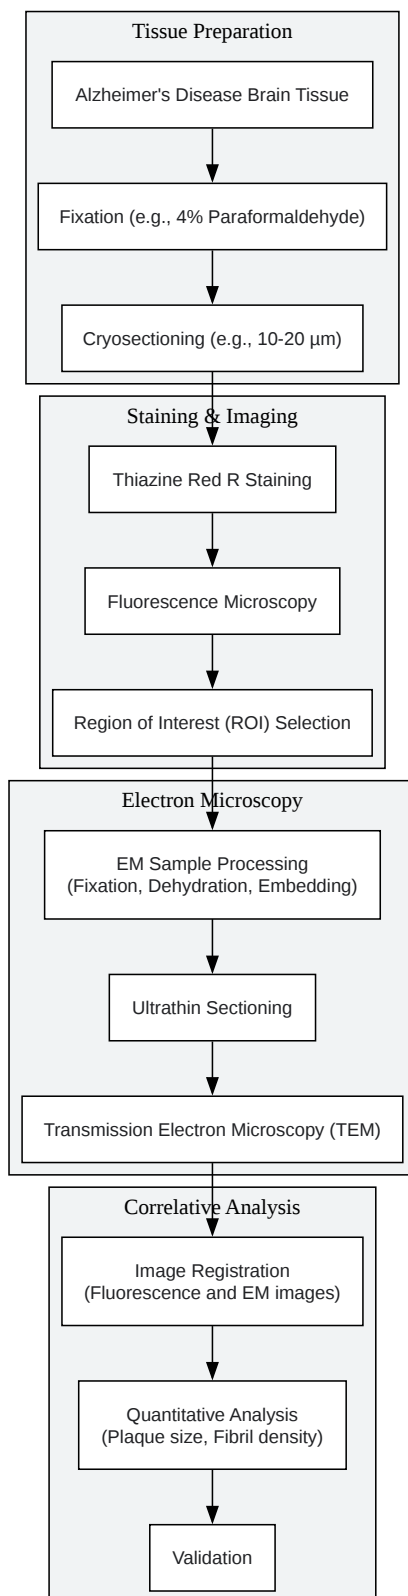 Tissue Preparation
Alzheimer's Disease Brain Tissue
Fixation (e.g., 4% Paraformaldehyde)
Cryosectioning (e.g., 10-20 µm)
Staining & Imaging
Thiazine Red R Staining
Fluorescence Microscopy
Region of Interest (ROI) Selection
Electron Microscopy
EM Sample Processing
(Fixation, Dehydration, Embedding)
Ultrathin Sectioning
Transmission Electron Microscopy (TEM)
Correlative Analysis
Image Registration
(Fluorescence and EM images)
Quantitative Analysis
(Plaque size, Fibril density)
Validation